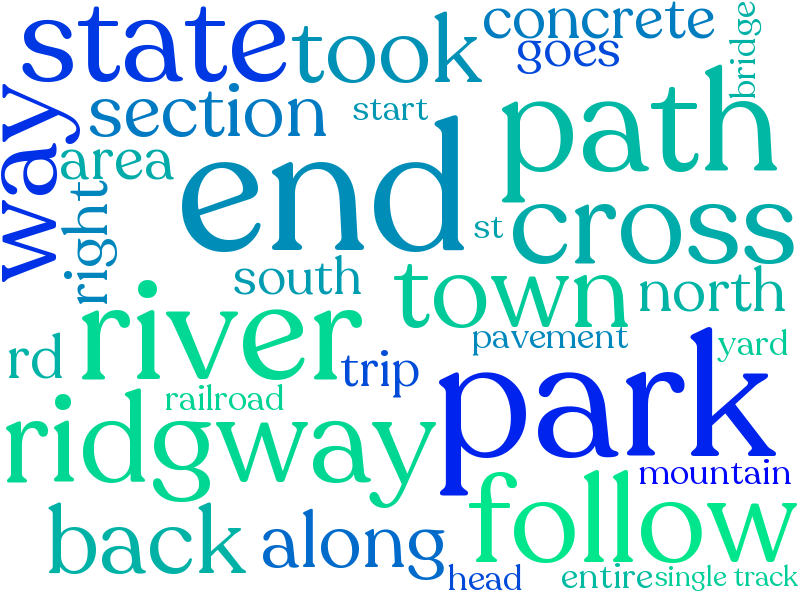 state
took
concrete
goes
bridge
way
section
start
path
area
end
right
st
cross
south
town
north
river
rd
trip
pavement
yard
railroad
park
ridgway
mountain
follow
back
along
head
entire
single track